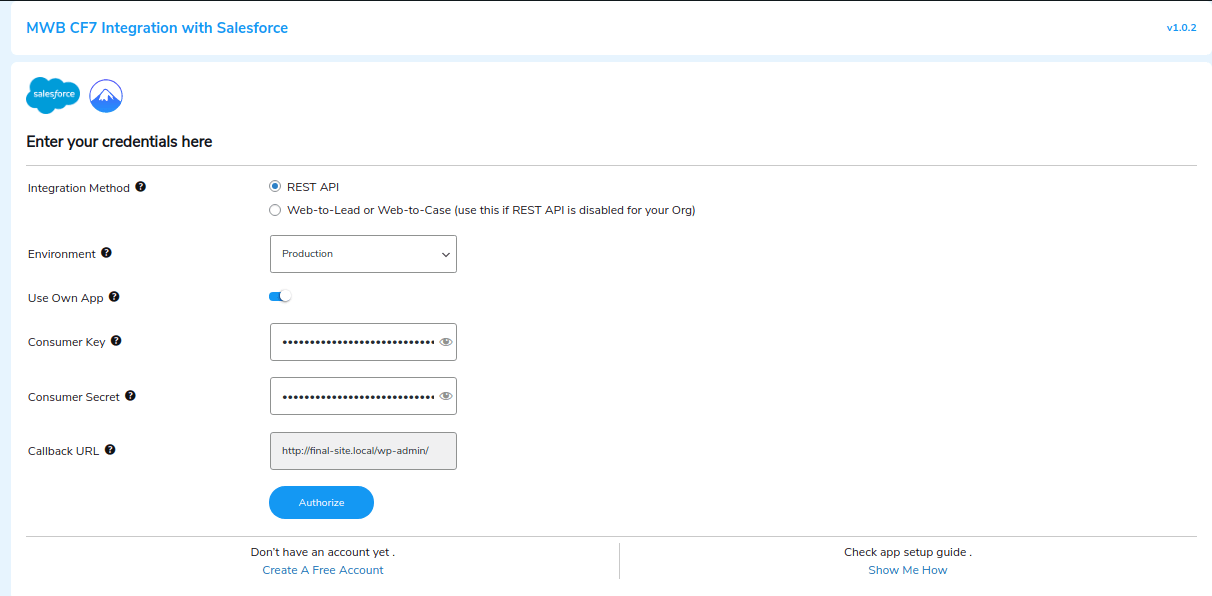 MWB CF7 Integration with Salesforce
v1.0.2
salesforce
Enter your credentials here
Integration Method
REST API
Web-to-Lead or Web-to-Case (use this if REST API is disabled for your Org)
Environment
Production
Use Own App
Consumer Key
Consumer Secret
Callback URL
http://final-site.local/wp-admin/
Authorize
Don't have an account yet .
Create A Free Account
Check app setup guide .
Show Me How